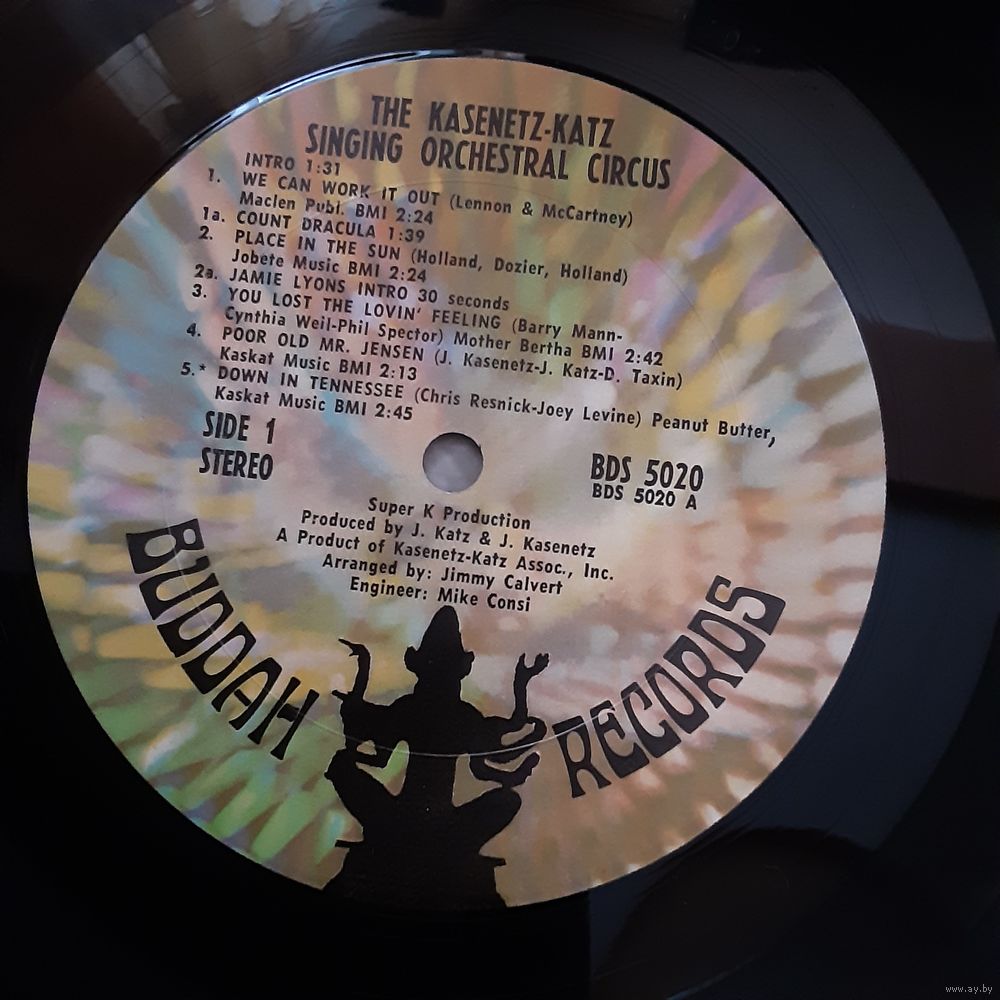 THE KASENETZ-KATZ
SINGING ORCHESTRAL CIRCUS
INTRO 1:31
1. WE CAN WORK IT OUT (Lennon & McCartney)
Maclen Publ. BMI 2:24
1a. COUNT DRACULA 1:39
2. PLACE IN THE SUN (Holland, Dozier, Holland)
Jobete Music BMI 2:24
2a. JAMIE LYONS INTRO 30 seconds
3. YOU LOST THE LOVIN' FEELING (Barry Mann-
Cynthia Weil-Phil Spector) Mother Bertha BMI 2:42
4. POOR OLD MR. JENSEN (J. Kasenetz-J. Katz-D. Taxin)
Kaskat Music BMI 2:13
5.* DOWN IN TENNESSEE (Chris Resnick-Joey Levine) Peanut Butter,
Kaskat Music BMI 2:45
SIDE 1
STEREO
BDS 5020
BDS 5020 A
Super K Production
Produced by J. Katz & J. Kasenetz
A Product of Kasenetz-Katz Assoc., Inc.
Arranged by: Jimmy Calvert
Engineer: Mike Consi
BUDDAH RECORDS
www.ay.by